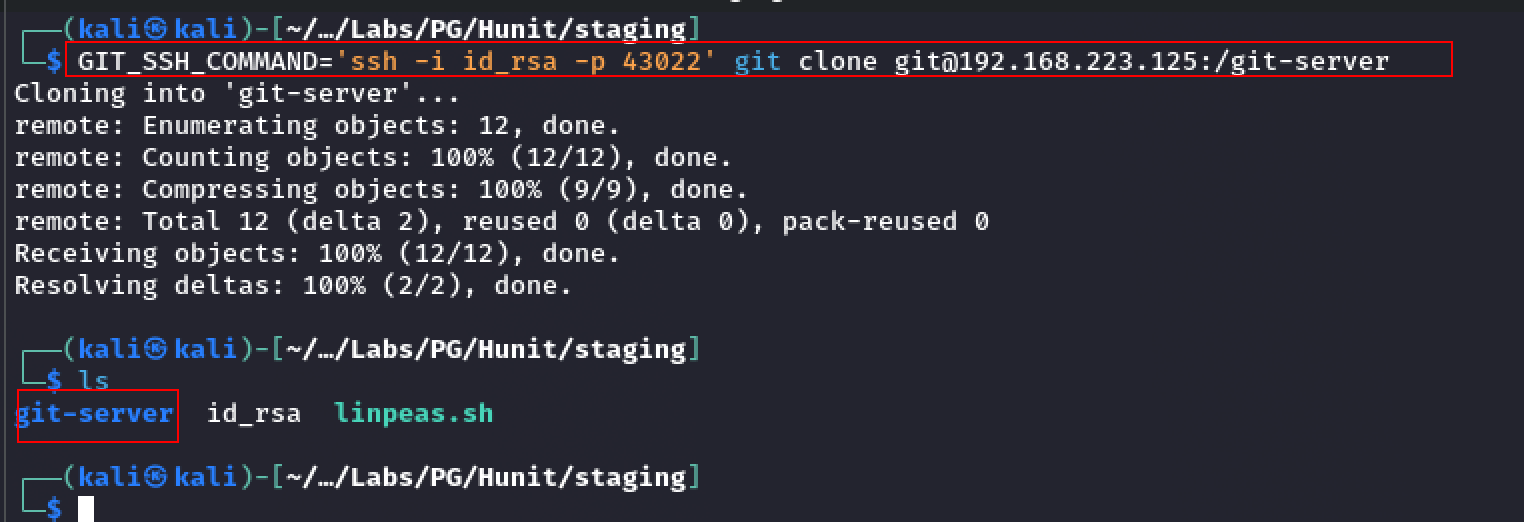 ┌──(kali㉿kali)-[~/…/Labs/PG/Hunit/staging]
└─$ GIT_SSH_COMMAND='ssh -i id_rsa -p 43022' git clone git@192.168.223.125:/git-server
Cloning into 'git-server'...
remote: Enumerating objects: 12, done.
remote: Counting objects: 100% (12/12), done.
remote: Compressing objects: 100% (9/9), done.
remote: Total 12 (delta 2), reused 0 (delta 0), pack-reused 0
Receiving objects: 100% (12/12), done.
Resolving deltas: 100% (2/2), done.
┌──(kali㉿kali)-[~/…/Labs/PG/Hunit/staging]
└─$ ls
git-server  id_rsa  linpeas.sh
┌──(kali㉿kali)-[~/…/Labs/PG/Hunit/staging]
└─$